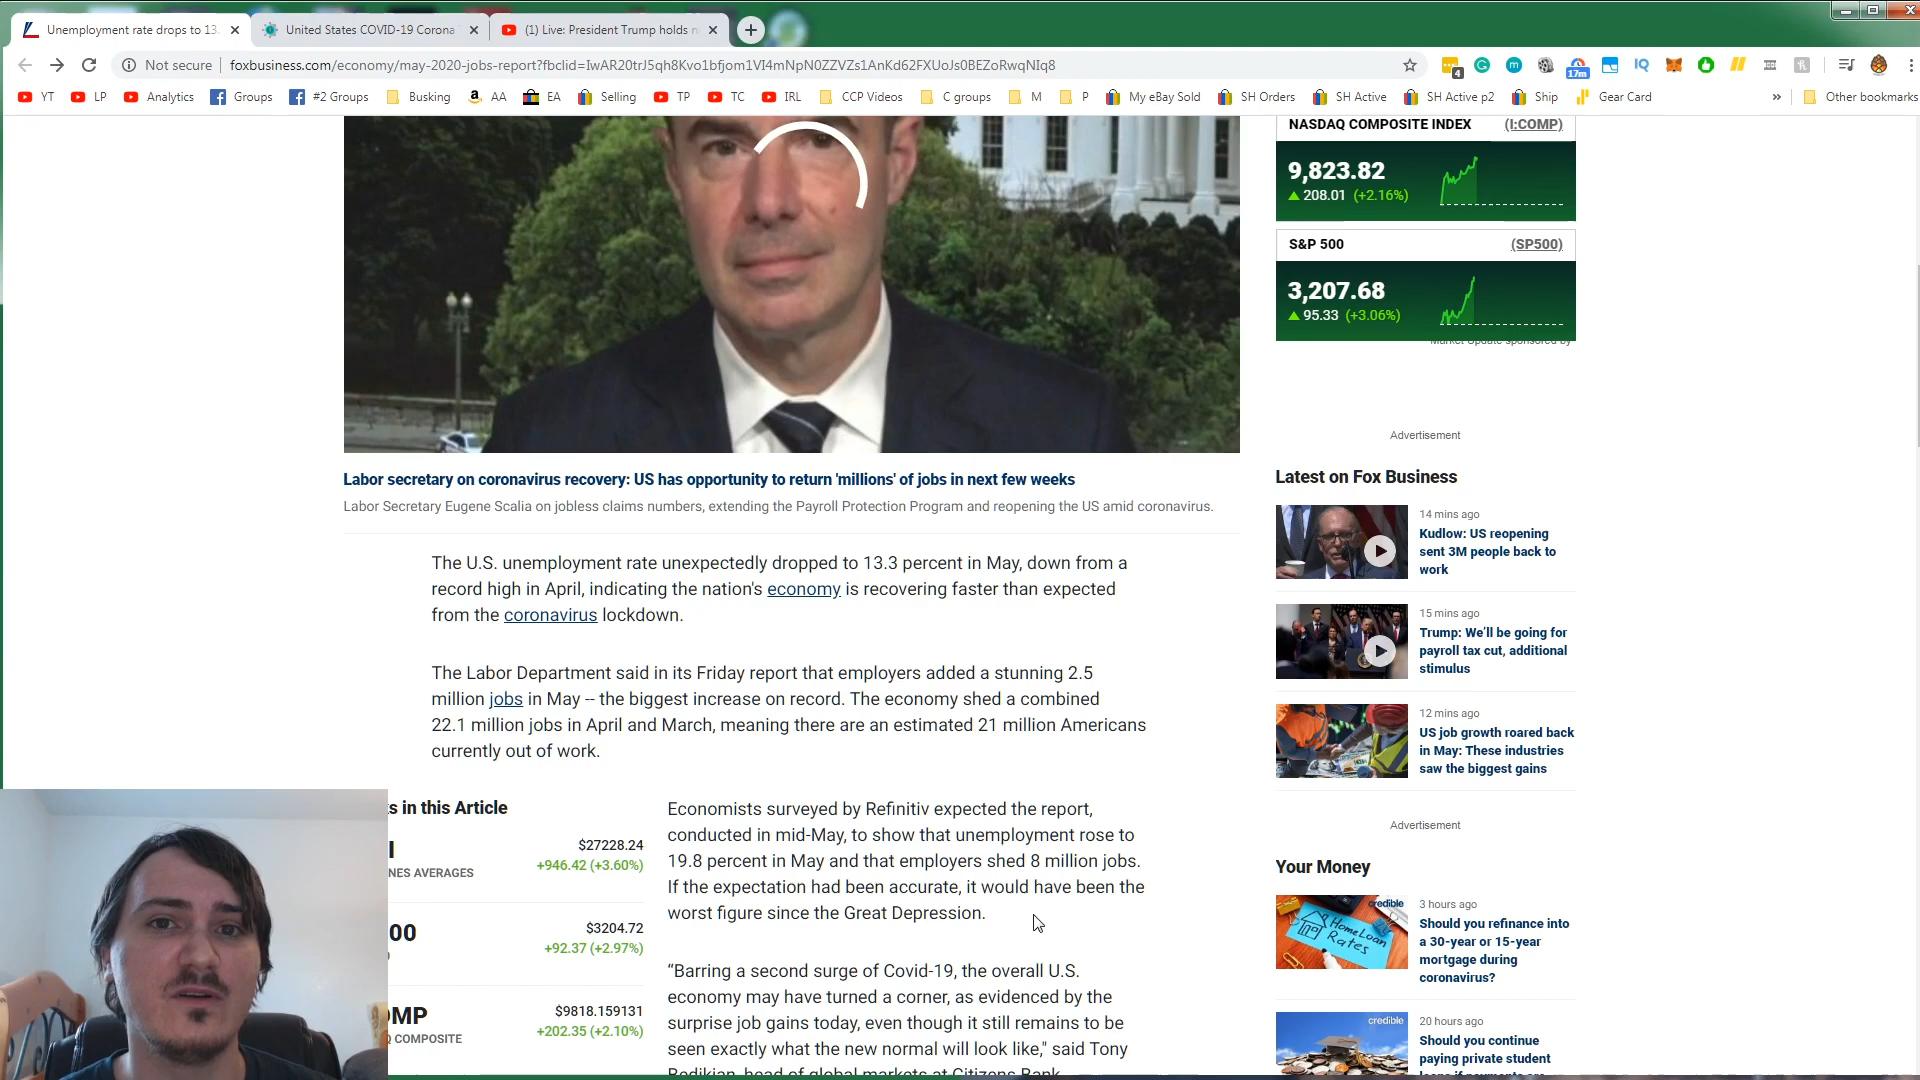 Unemployment rate drops to 13.
United States COVID-19 Corona
(1) Live: President Trump holds n
Not secure
foxbusiness.com/economy/may-2020-jobs-report?fbclid=IwAR20trJ5qh8Kvo1bfjom1VI4mNpN0ZZVZs1AnKd62FXUoJs0BEZoRwqNIq8
4
17m
IQ
YT
LP
Analytics
Groups
#2 Groups
Busking
AA
EA
Selling
TP
TC
IRL
CCP Videos
C groups
M
P
My eBay Sold
SH Orders
SH Active
SH Active p2
Ship
Gear Card
»
Other bookmarks
NASDAQ COMPOSITE INDEX (I:COMP)
9,823.82
208.01 (+2.16%)
S&P 500 (SP500)
3,207.68
95.33 (+3.06%)
Market Update sponsored by
Advertisement
Labor secretary on coronavirus recovery: US has opportunity to return 'millions' of jobs in next few weeks
Labor Secretary Eugene Scalia on jobless claims numbers, extending the Payroll Protection Program and reopening the US amid coronavirus.
The U.S. unemployment rate unexpectedly dropped to 13.3 percent in May, down from a
record high in April, indicating the nation's economy is recovering faster than expected
from the coronavirus lockdown.
The Labor Department said in its Friday report that employers added a stunning 2.5
million jobs in May -- the biggest increase on record. The economy shed a combined
22.1 million jobs in April and March, meaning there are an estimated 21 million Americans
currently out of work.
s in this Article
$27228.24
+946.42 (+3.60%)
NES AVERAGES
00
$3204.72
+92.37 (+2.97%)
MP
$9818.159131
+202.35 (+2.10%)
COMPOSITE
Economists surveyed by Refinitiv expected the report,
conducted in mid-May, to show that unemployment rose to
19.8 percent in May and that employers shed 8 million jobs.
If the expectation had been accurate, it would have been the
worst figure since the Great Depression.
“Barring a second surge of Covid-19, the overall U.S.
economy may have turned a corner, as evidenced by the
surprise job gains today, even though it still remains to be
seen exactly what the new normal will look like," said Tony
Bedikian, head of global markets at Citizens Bank
Latest on Fox Business
14 mins ago
Kudlow: US reopening
sent 3M people back to
work
15 mins ago
Trump: We'll be going for
payroll tax cut, additional
stimulus
12 mins ago
US job growth roared back
in May: These industries
saw the biggest gains
Advertisement
Your Money
credible
Home Loan
Rates
3 hours ago
Should you refinance into
a 30-year or 15-year
mortgage during
coronavirus?
credible
20 hours ago
Should you continue
paying private student